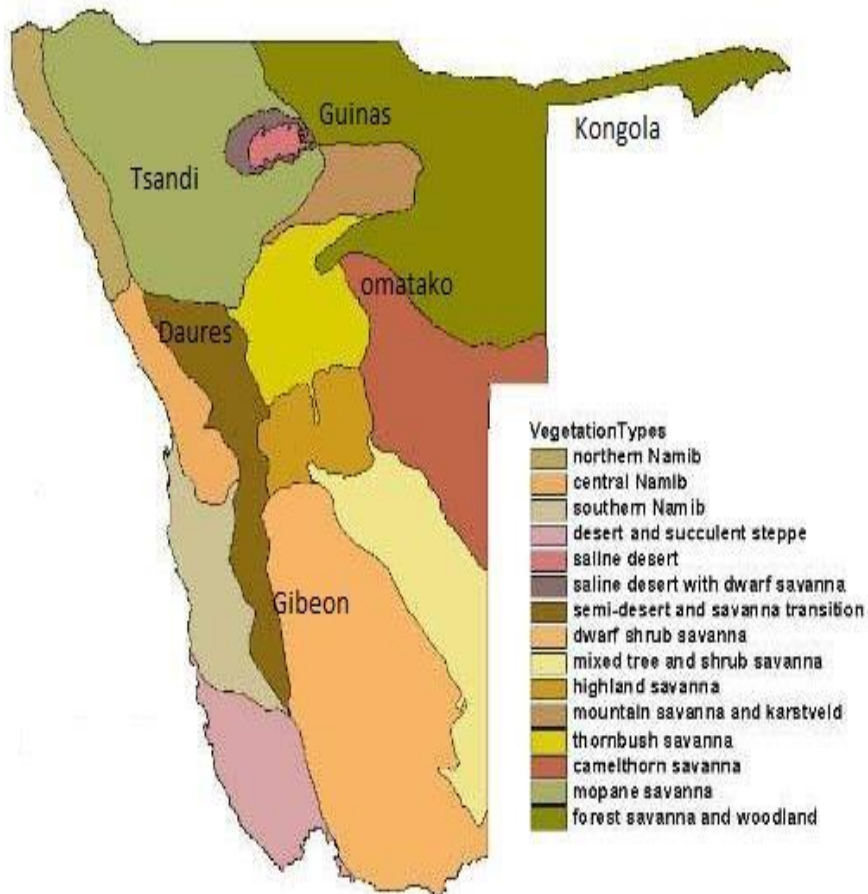 Guinas
Kongola
Tsandi
omatako
Daures
Gibeon
VegetationTypes
northern Namib
central Namib
southern Namib
desert and succulent steppe
saline desert
saline desert with dwarf savanna
semi-desert and savanna transition
dwarf shrub savanna
mixed tree and shrub savanna
highland savanna
mountain savanna and karstveld
thornbush savanna
camelthorn savanna
mopane savanna
forest savanna and woodland